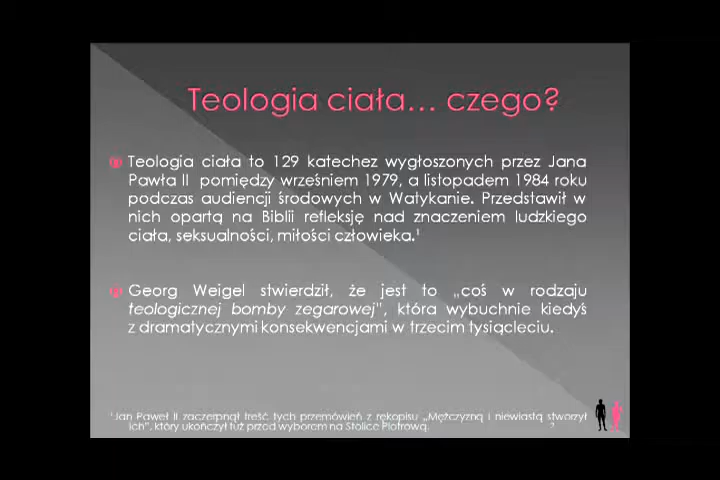 Teologia ciała... czego?
Teologia ciała to 129 katechez wygłoszonych przez Jana
Pawła II pomiędzy wrześniem 1979, a listopadem 1984 roku
podczas audiencji środowych w Watykanie. Przedstawił w
nich opartą na Biblii refleksję nad znaczeniem ludzkiego
ciała, seksualności, miłości człowieka.¹
Georg Weigel stwierdził, że jest to „coś w rodzaju
teologicznej bomby zegarowej”, która wybuchnie kiedyś
z dramatycznymi konsekwencjami w trzecim tysiącleciu.
¹Jan Paweł II zaczerpnął treść tych przemówień z rękopisu „Mężczyzną i niewiastą stworzył
ich”, który ukończył tuż przed wyborem na Stolicę Piotrową.
2